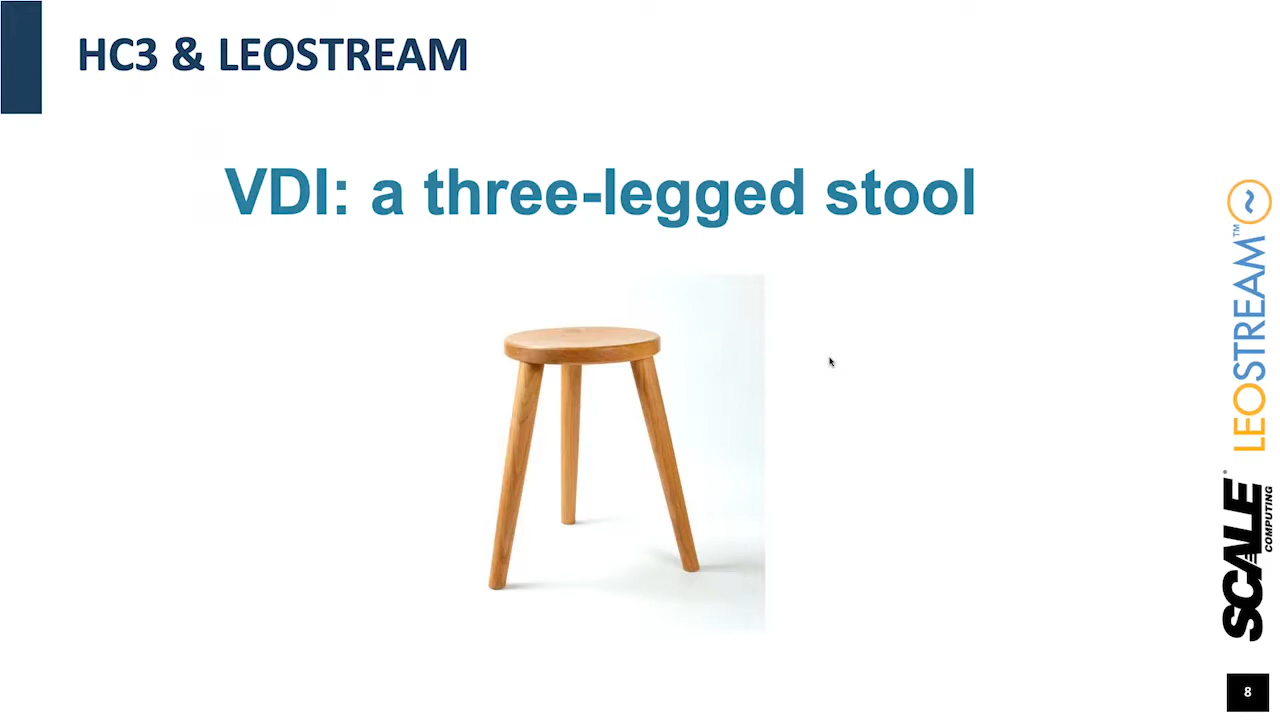 HC3 & LEOSTREAM
VDI: a three-legged stool
LEOSTREAM™
SCALE®
COMPUTING
8